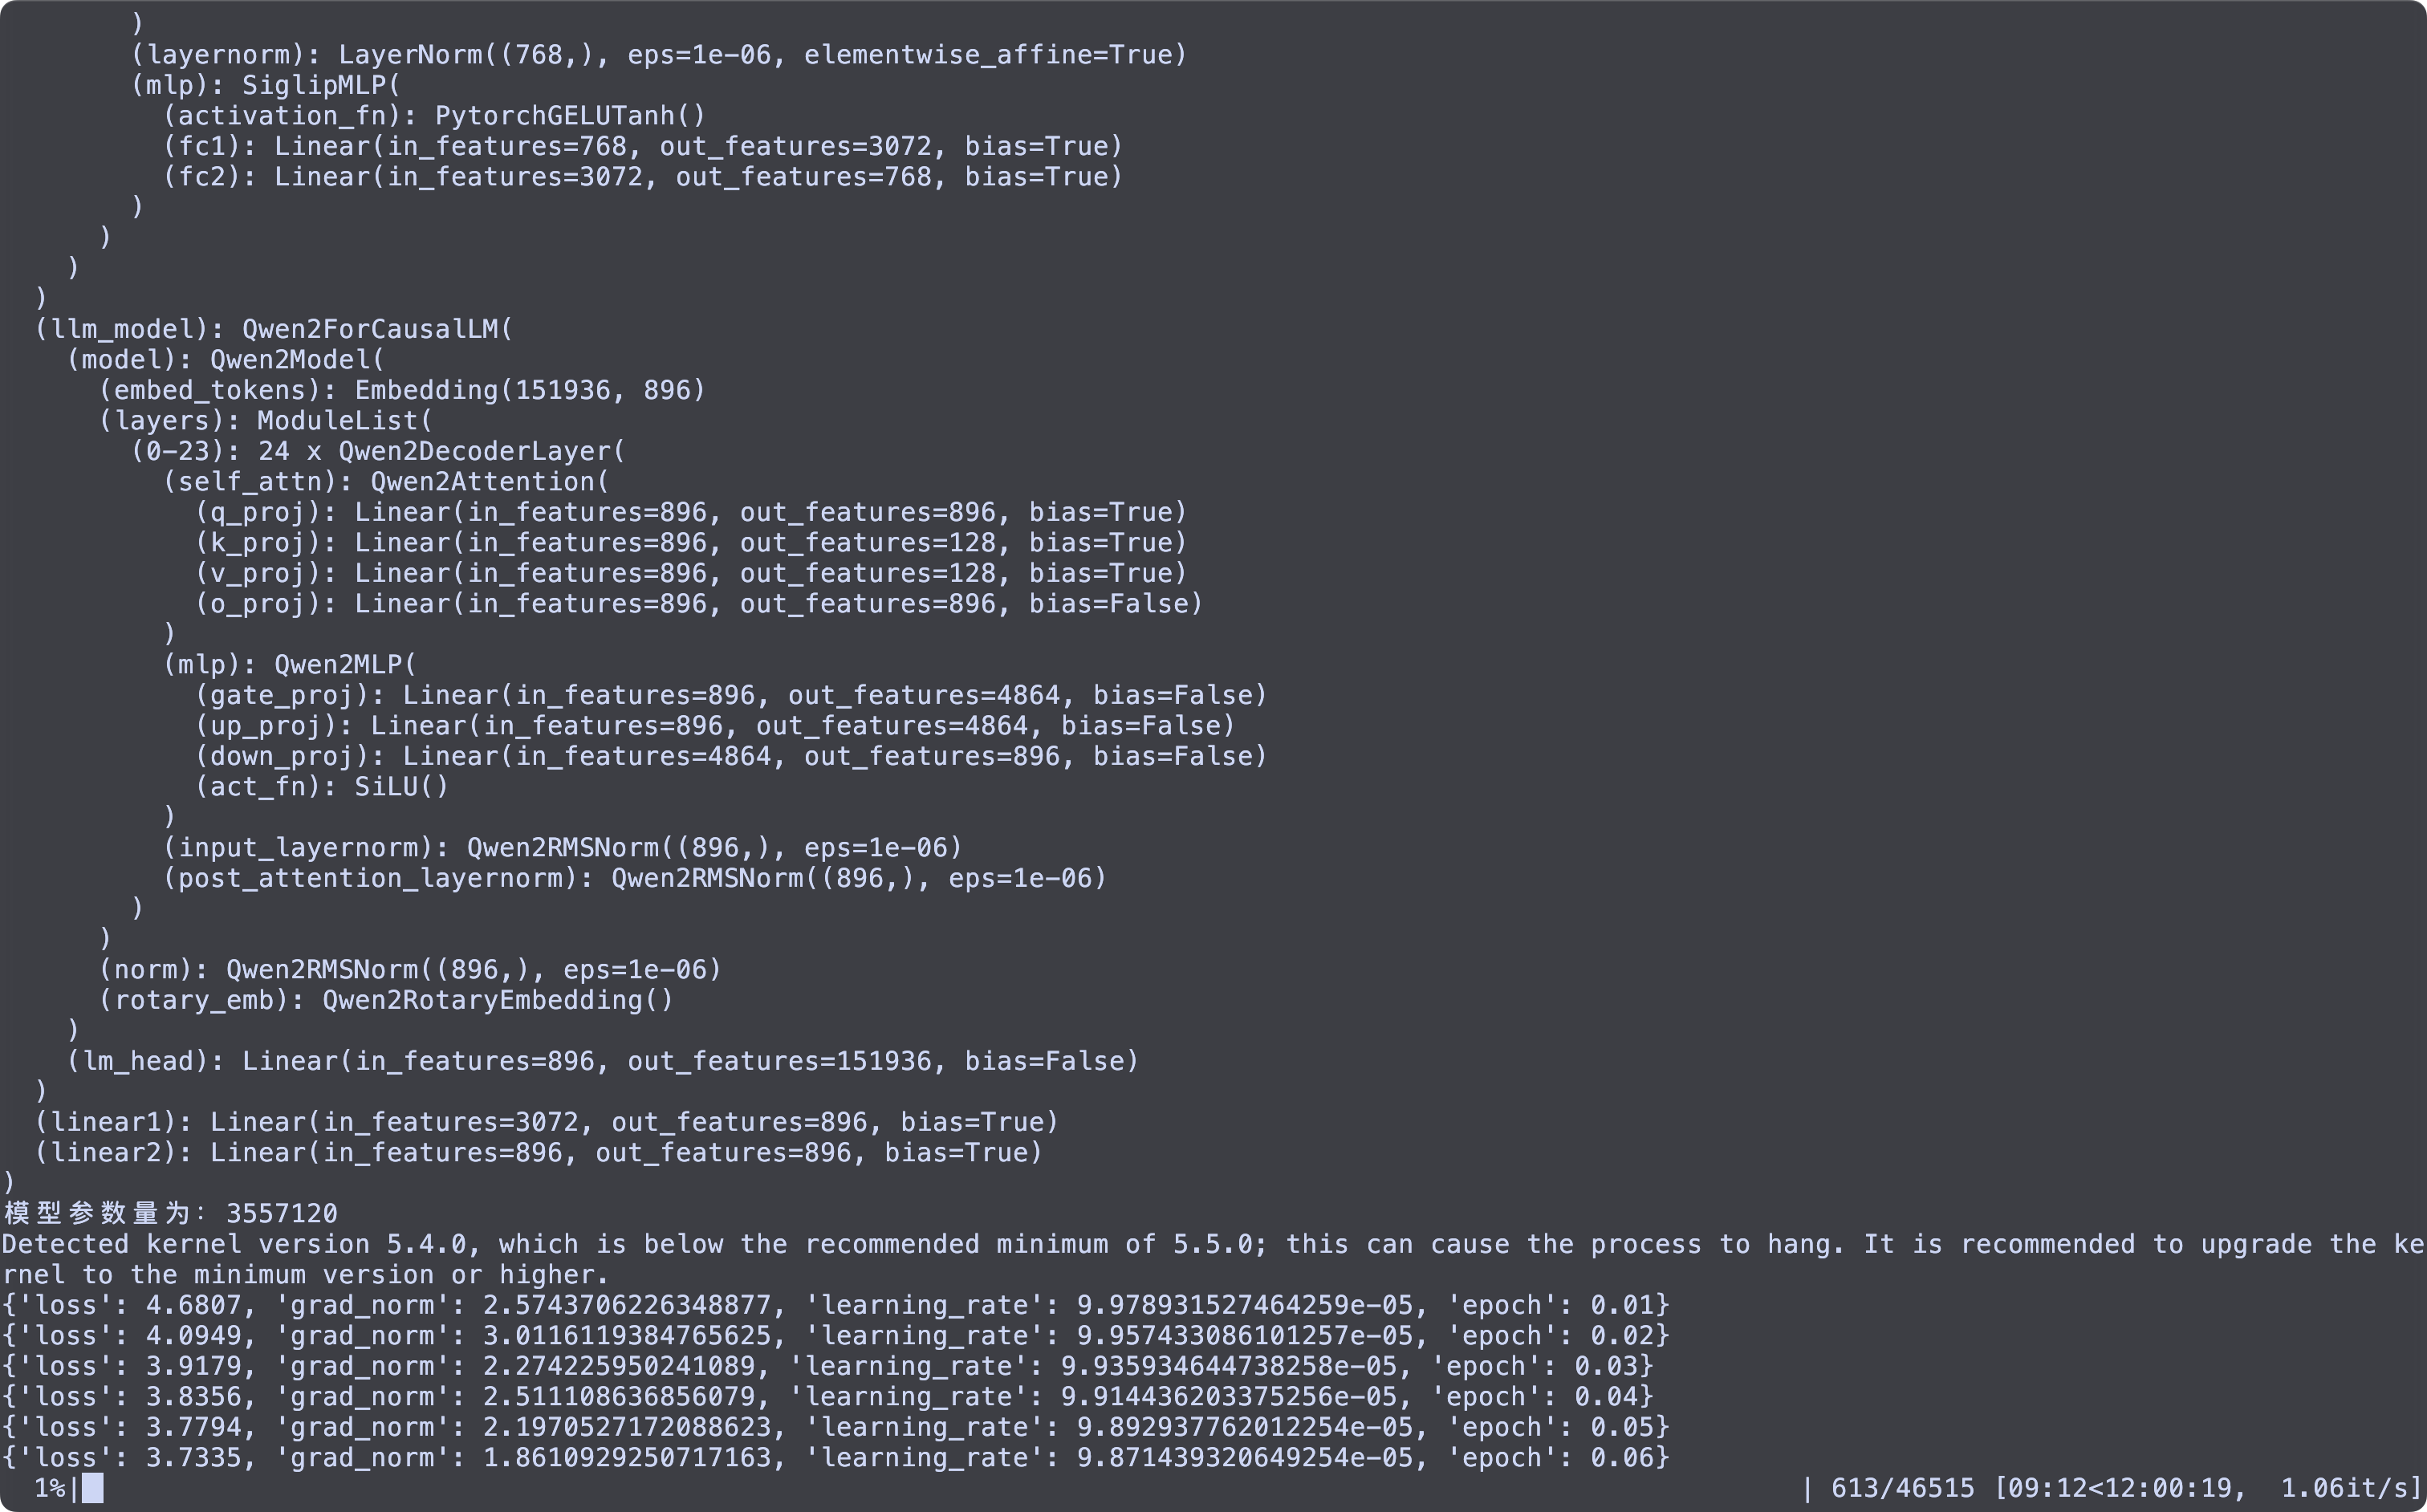 )
        (layernorm): LayerNorm((768,), eps=1e-06, elementwise_affine=True)
        (mlp): SiglipMLP(
          (activation_fn): PytorchGELUTanh()
          (fc1): Linear(in_features=768, out_features=3072, bias=True)
          (fc2): Linear(in_features=3072, out_features=768, bias=True)
        )
      )
    )
  )
  (llm_model): Qwen2ForCausalLM(
    (model): Qwen2Model(
      (embed_tokens): Embedding(151936, 896)
      (layers): ModuleList(
        (0-23): 24 x Qwen2DecoderLayer(
          (self_attn): Qwen2Attention(
            (q_proj): Linear(in_features=896, out_features=896, bias=True)
            (k_proj): Linear(in_features=896, out_features=128, bias=True)
            (v_proj): Linear(in_features=896, out_features=128, bias=True)
            (o_proj): Linear(in_features=896, out_features=896, bias=False)
          )
          (mlp): Qwen2MLP(
            (gate_proj): Linear(in_features=896, out_features=4864, bias=False)
            (up_proj): Linear(in_features=896, out_features=4864, bias=False)
            (down_proj): Linear(in_features=4864, out_features=896, bias=False)
            (act_fn): SiLU()
          )
          (input_layernorm): Qwen2RMSNorm((896,), eps=1e-06)
          (post_attention_layernorm): Qwen2RMSNorm((896,), eps=1e-06)
        )
      )
      (norm): Qwen2RMSNorm((896,), eps=1e-06)
      (rotary_emb): Qwen2RotaryEmbedding()
    )
    (lm_head): Linear(in_features=896, out_features=151936, bias=False)
  )
  (linear1): Linear(in_features=3072, out_features=896, bias=True)
  (linear2): Linear(in_features=896, out_features=896, bias=True)
)
模型参数量为: 3557120
Detected kernel version 5.4.0, which is below the recommended minimum of 5.5.0; this can cause the process to hang. It is recommended to upgrade the ke
rnel to the minimum version or higher.
{'loss': 4.6807, 'grad_norm': 2.5743706226348877, 'learning_rate': 9.978931527464259e-05, 'epoch': 0.01}
{'loss': 4.0949, 'grad_norm': 3.0116119384765625, 'learning_rate': 9.957433086101257e-05, 'epoch': 0.02}
{'loss': 3.9179, 'grad_norm': 2.274225950241089, 'learning_rate': 9.935934644738258e-05, 'epoch': 0.03}
{'loss': 3.8356, 'grad_norm': 2.511108636856079, 'learning_rate': 9.914436203375256e-05, 'epoch': 0.04}
{'loss': 3.7794, 'grad_norm': 2.1970527172088623, 'learning_rate': 9.892937762012254e-05, 'epoch': 0.05}
{'loss': 3.7335, 'grad_norm': 1.8610929250717163, 'learning_rate': 9.871439320649254e-05, 'epoch': 0.06}
  1%| | 613/46515 [09:12<12:00:19,  1.06it/s]